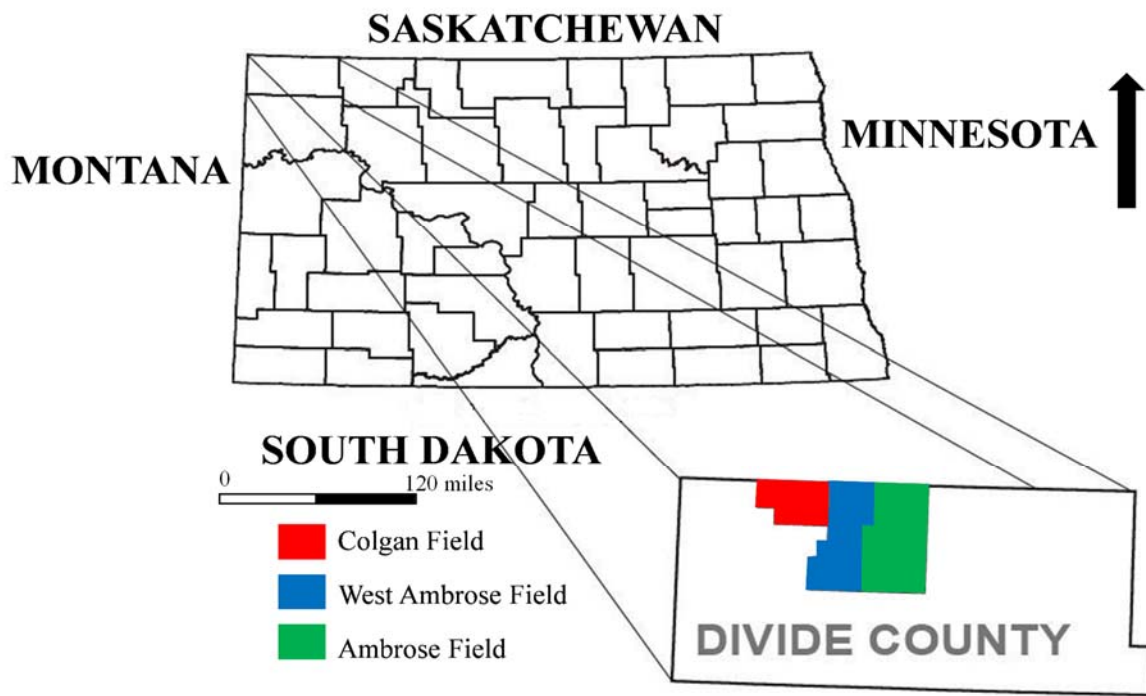 SASKATCHEWAN
MINNESOTA
MONTANA
SOUTH DAKOTA
0 120 miles
Colgan Field
West Ambrose Field
Ambrose Field
DIVIDE COUNTY